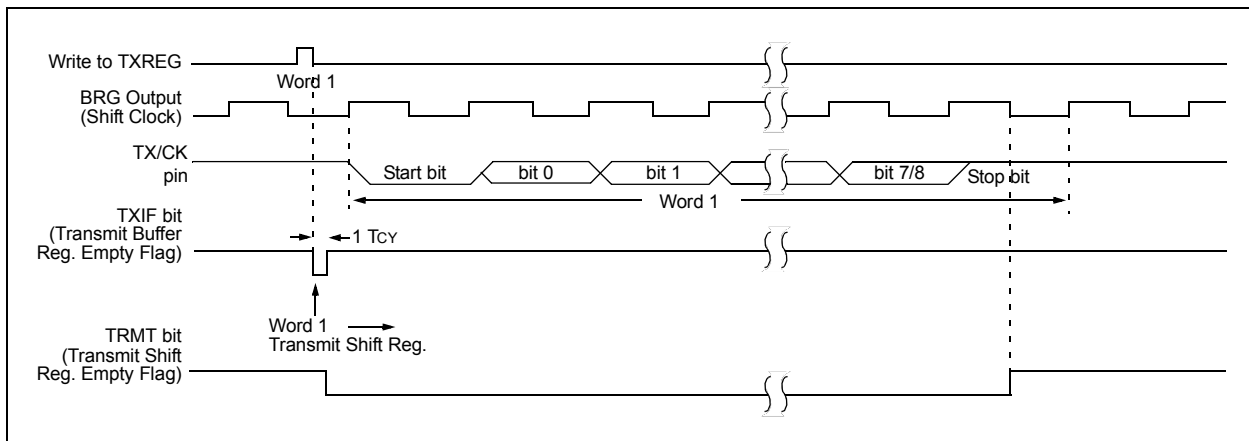 Write to TXREG
Word 1
BRG Output
(Shift Clock)
TX/CK
pin
Start bit
bit 0
bit 1
bit 7/8
Stop bit
Word 1
TXIF bit
(Transmit Buffer
Reg. Empty Flag)
1 TCY
Word 1
Transmit Shift Reg.
TRMT bit
(Transmit Shift
Reg. Empty Flag)